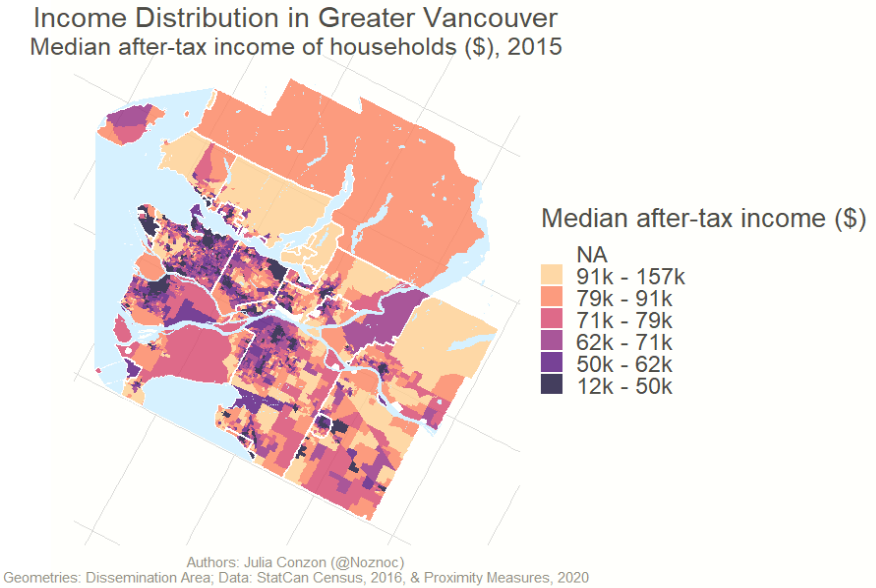 Income Distribution in Greater Vancouver
Median after-tax income of households ($), 2015
Median after-tax income ($)
NA
91k - 157k
79k - 91k
71k - 79k
62k - 71k
50k - 62k
12k - 50k
Authors: Julia Conzon (@Noznoc)
Geometries: Dissemination Area; Data: StatCan Census, 2016, & Proximity Measures, 2020